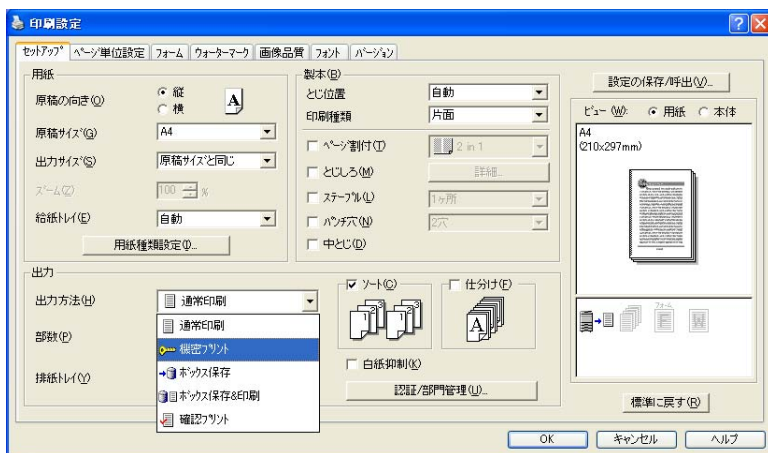 印刷設定
セットアップ ページ単位設定 フォーム ウォーターマーク 画像品質 フォント バージョン
用紙
原稿の向き(O)
縦
横
A
原稿サイズ(G)
A4
出力サイズ(S)
原稿サイズと同じ
ズーム(Z)
100 %
給紙トレイ(E)
自動
用紙種類設定(I)...
製本(B)
とじ位置
自動
印刷種類
片面
ページ割付(T)
2 in 1
とじしろ(M)
詳細...
ステープル(L)
1ヶ所
パンチ穴(N)
2穴
中とじ(D)
設定の保存/呼出(V)...
ビュー(W): 用紙 本体
A4
(210x297mm)
出力
出力方法(H)
通常印刷
通常印刷
機密プリント
ボックス保存
ボックス保存&印刷
確認プリント
部数(P)
排紙トレイ(Y)
ソート(C)
1 2 3 1 2 3
仕分け(F)
A
白紙抑制(K)
認証/部門管理(U)...
フォーム
標準に戻す(R)
OK キャンセル ヘルプ